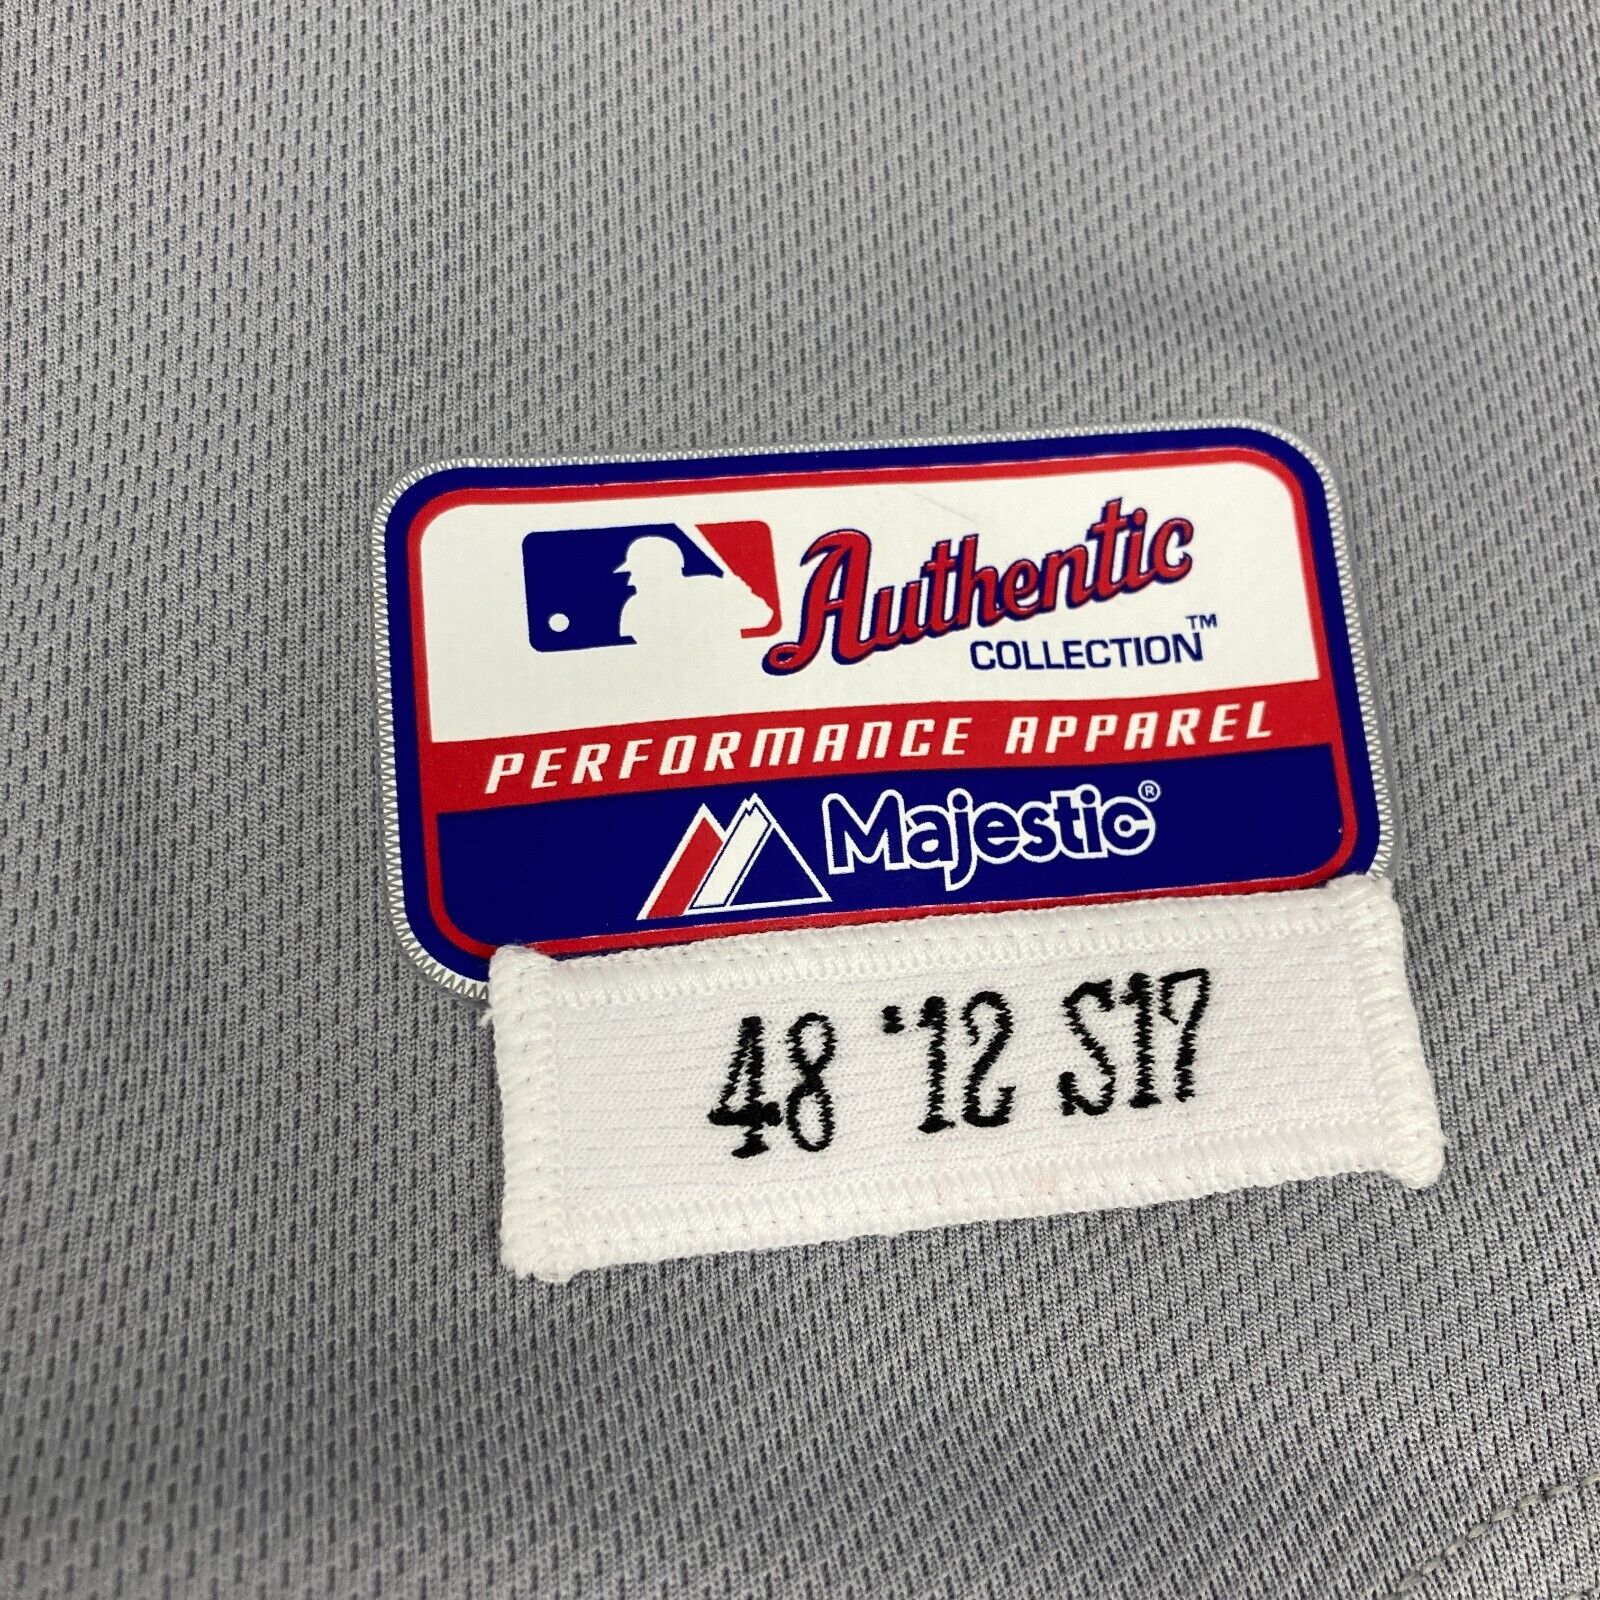 Authentic
COLLECTION™
PERFORMANCE APPAREL
Majestic®
48 '12 S17